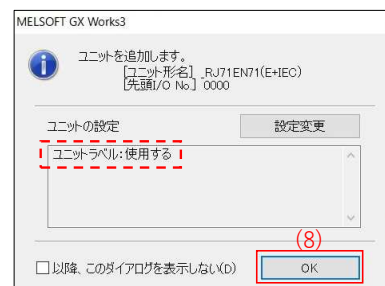 MELSOFT GX Works3
ユニットを追加します。
[ユニット形名] _RJ71EN71(E+IEC)
[先頭I/O No.] 0000
ユニットの設定
設定変更
ユニットラベル:使用する
(8)
□以降、このダイアログを表示しない(D)
OK